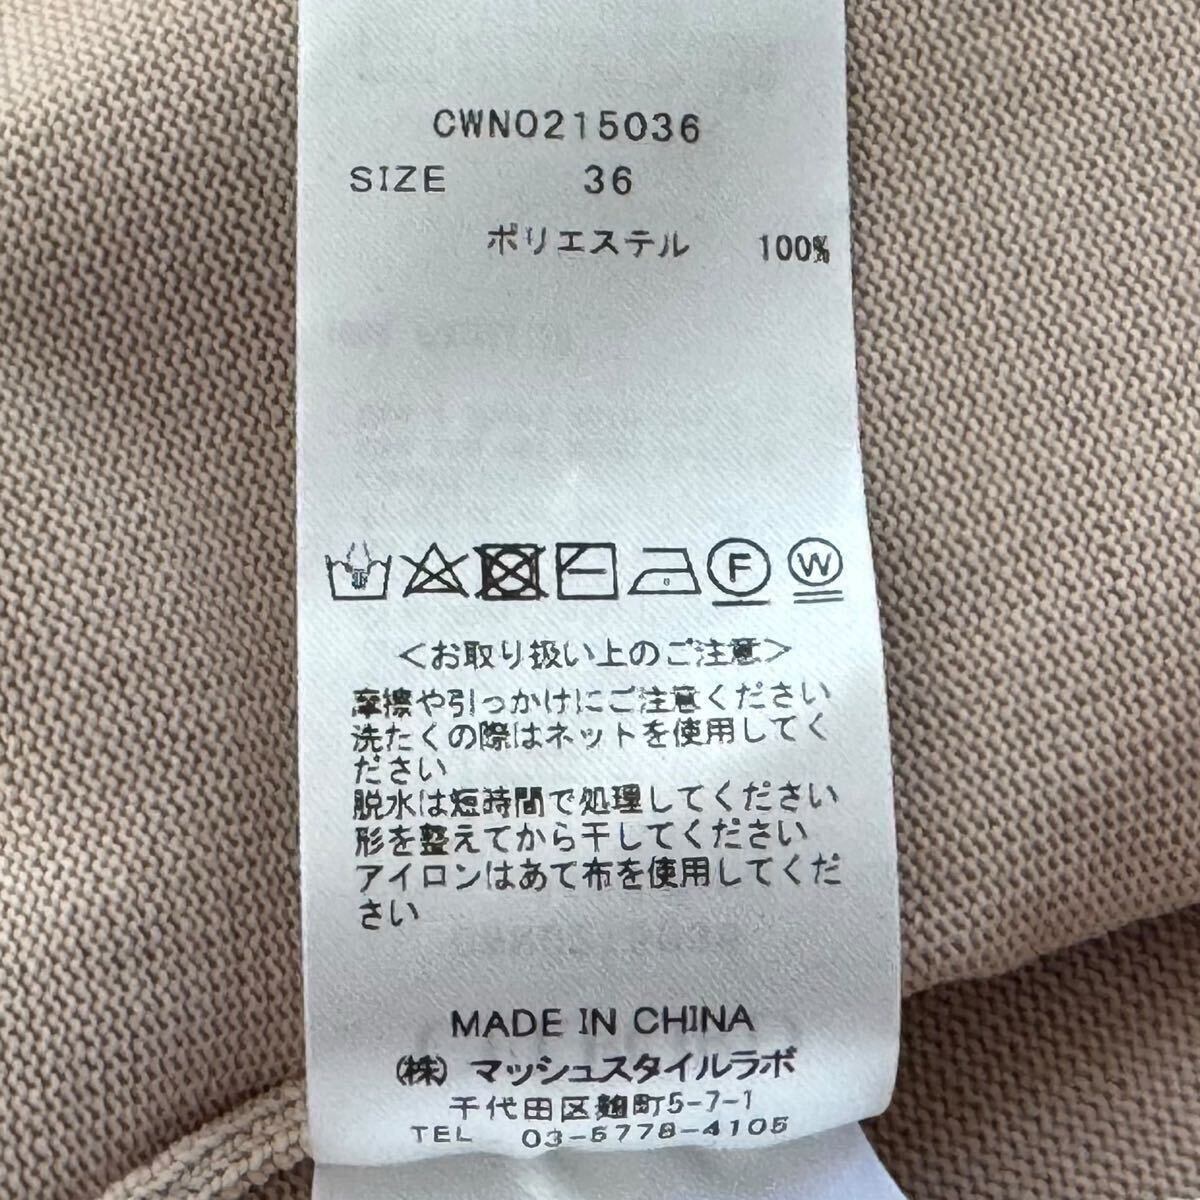 CWNO215036
SIZE 36
ポリエステル 100%
F W
<お取り扱い上のご注意>
摩擦や引っかけにご注意ください
洗たくの際はネットを使用してく
ださい
脱水は短時間で処理してください
形を整えてから干してください
アイロンはあて布を使用してくだ
さい
MADE IN CHINA
(株) マッシュスタイルラボ
千代田区麹町5-7-1
TEL 03-5778-4105